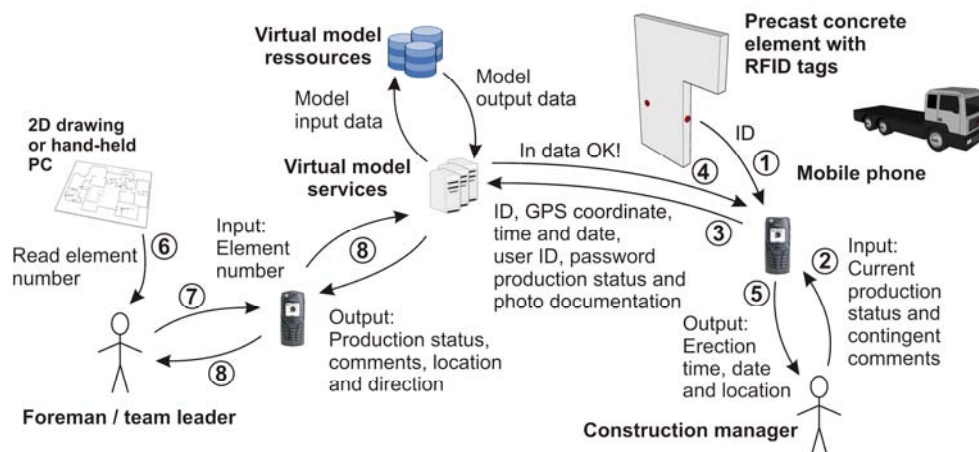 Virtual model
ressources
Model
input data
Model
output data
Precast concrete
element with
RFID tags
ID
1
Mobile phone
2D drawing
or hand-held
PC
Virtual model
services
In data OK!
4
3
ID, GPS coordinate,
time and date,
user ID, password
production status and
photo documentation
6
Read element
number
Input:
Element
number
8
7
8
Output:
Production status,
comments, location
and direction
Foreman / team leader
2
Input:
Current
production
status and
contingent
comments
5
Output:
Erection
time, date
and location
Construction manager